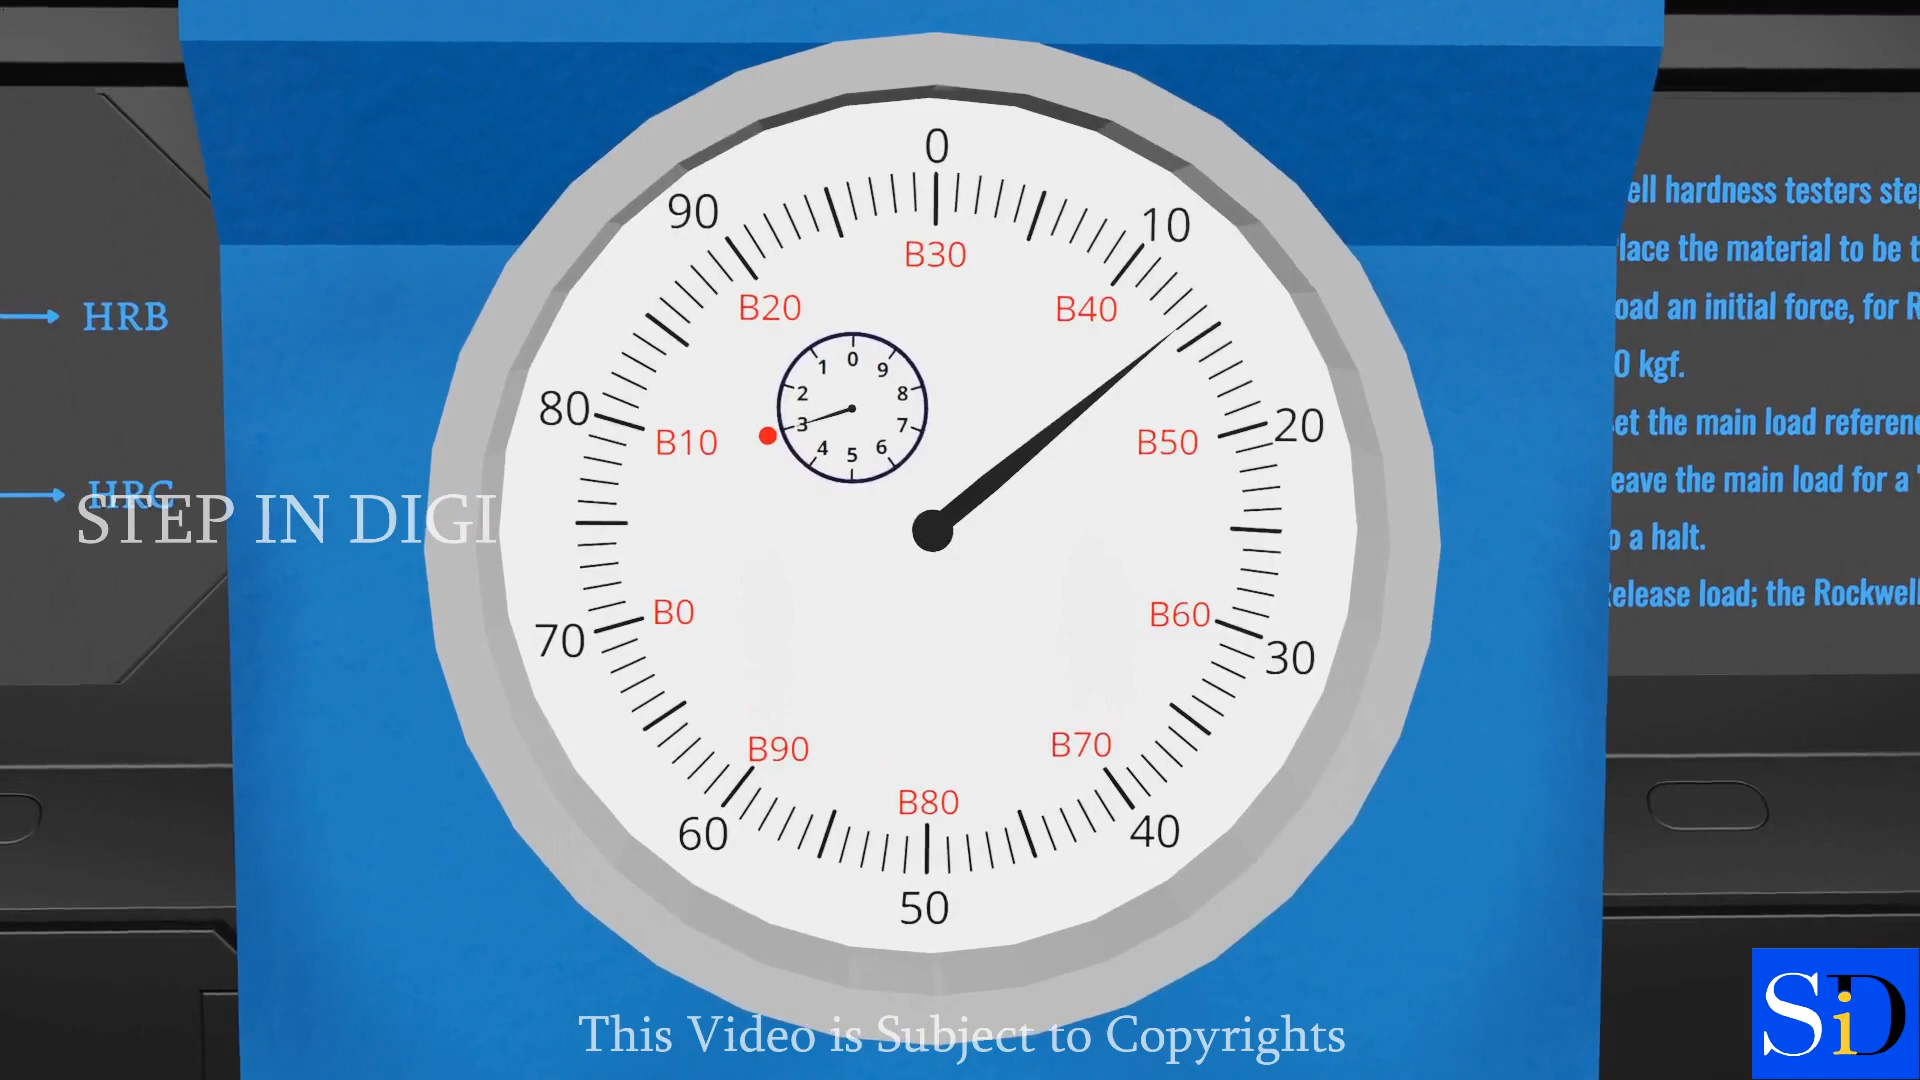 HRB
HRC
STEP IN DIGI
0
10
20
30
40
50
60
70
80
90
B30
B40
B50
B60
B70
B80
B90
B0
B10
B20
0
9
8
7
6
5
4
3
2
1
ell hardness testers ste
lace the material to be t
oad an initial force, for R
0 kgf.
et the main load referenc
eave the main load for a
o a halt.
elease load; the Rockwell
This Video is Subject to Copyrights
SiD